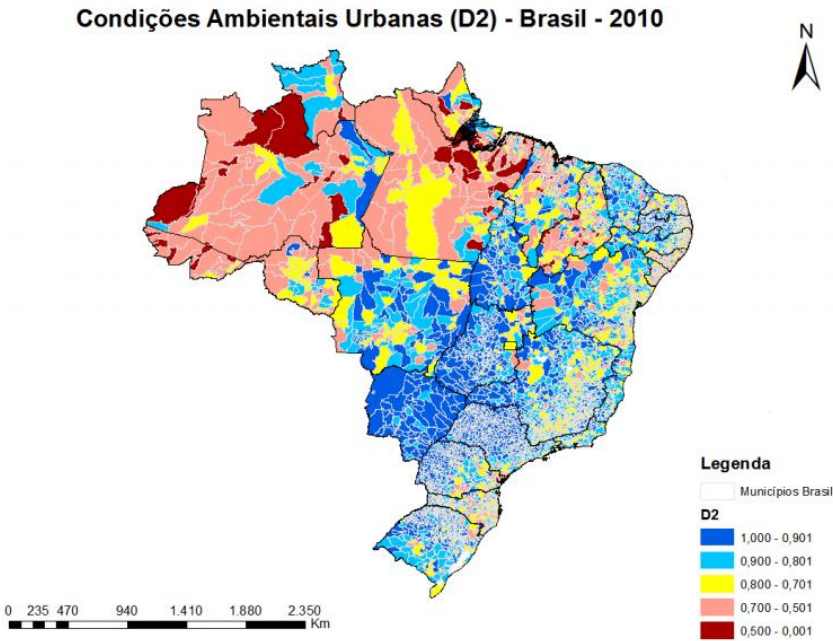 Condições Ambientais Urbanas (D2) - Brasil - 2010
N
Legenda
Municípios Brasil
D2
1,000 - 0,901
0,900 - 0,801
0,800 - 0,701
0,700 - 0,501
0,500 - 0,001
0 235 470 940 1.410 1.880 2.350
Km